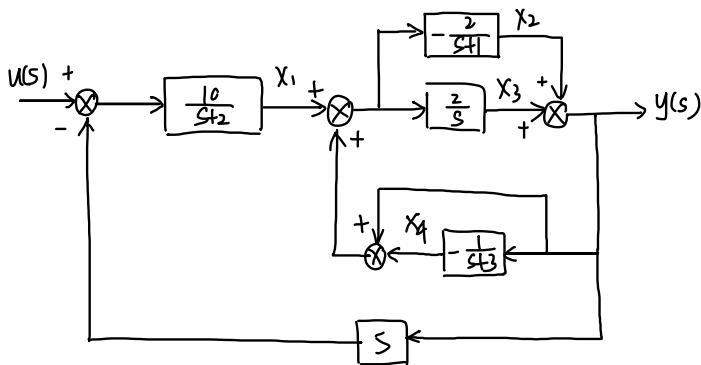 - 2/(s+1) X2
U(S) + 10/(s+2) X1 + 2/s X3 + + Y(S)
- +
+ X4 - 1/(s+3)
S